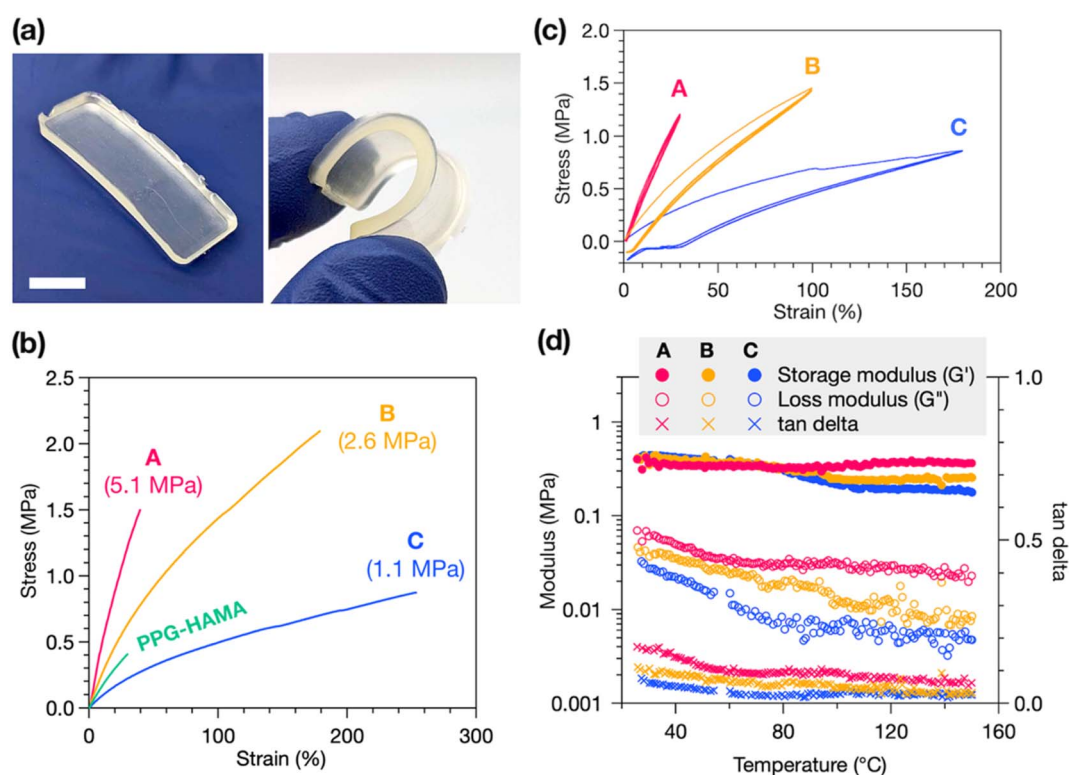 (a)
(b)
2.5
2.0
1.5
1.0
0.5
0.0
Stress (MPa)
A
(5.1 MPa)
B
(2.6 MPa)
C
(1.1 MPa)
PPG-HAMA
0
100
200
300
Strain (%)
(c)
2.0
1.5
1.0
0.5
0.0
Stress (MPa)
A
B
C
0
50
100
150
200
Strain (%)
(d)
A B C
Storage modulus (G')
Loss modulus (G")
tan delta
1
0.1
0.01
0.001
Modulus (MPa)
1.0
0.5
0.0
tan delta
40
80
120
160
Temperature (°C)